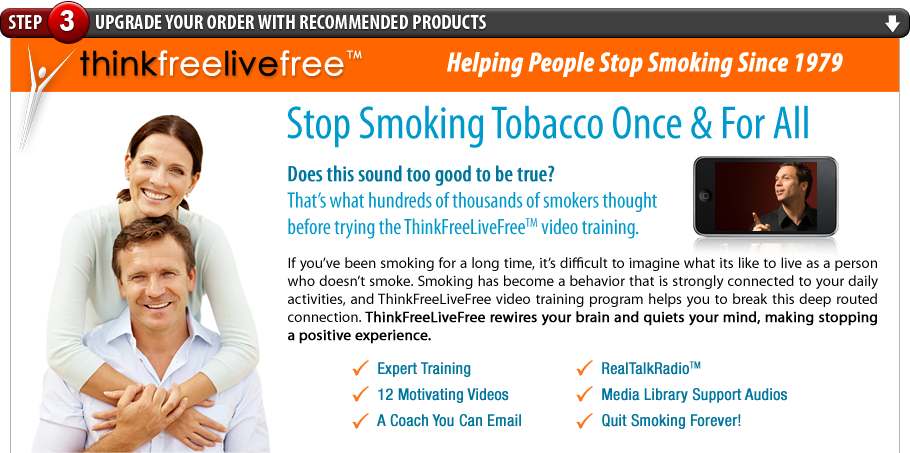 STEP 3 UPGRADE YOUR ORDER WITH RECOMMENDED PRODUCTS
thinkfreelivefree™
Helping People Stop Smoking Since 1979
Stop Smoking Tobacco Once & For All
Does this sound too good to be true?
That's what hundreds of thousands of smokers thought
before trying the ThinkFreeLiveFree™ video training.
If you've been smoking for a long time, it's difficult to imagine what its like to live as a person
who doesn't smoke. Smoking has become a behavior that is strongly connected to your daily
activities, and ThinkFreeLiveFree video training program helps you to break this deep routed
connection. ThinkFreeLiveFree rewires your brain and quiets your mind, making stopping
a positive experience.
Expert Training
12 Motivating Videos
A Coach You Can Email
RealTalkRadio™
Media Library Support Audios
Quit Smoking Forever!